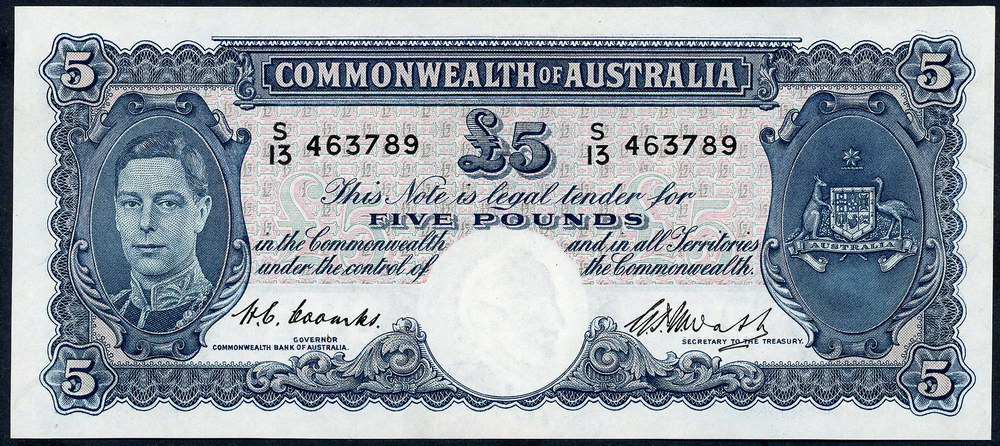 5 5
COMMONWEALTH OF AUSTRALIA
S/13 463789 £5 S/13 463789
This Note is legal tender for
FIVE POUNDS
in the Commonwealth and in all Territories
under the control of the Commonwealth.
AUSTRALIA
H.C. Coombs.
GOVERNOR
COMMONWEALTH BANK OF AUSTRALIA.
SECRETARY TO THE TREASURY.
5 5